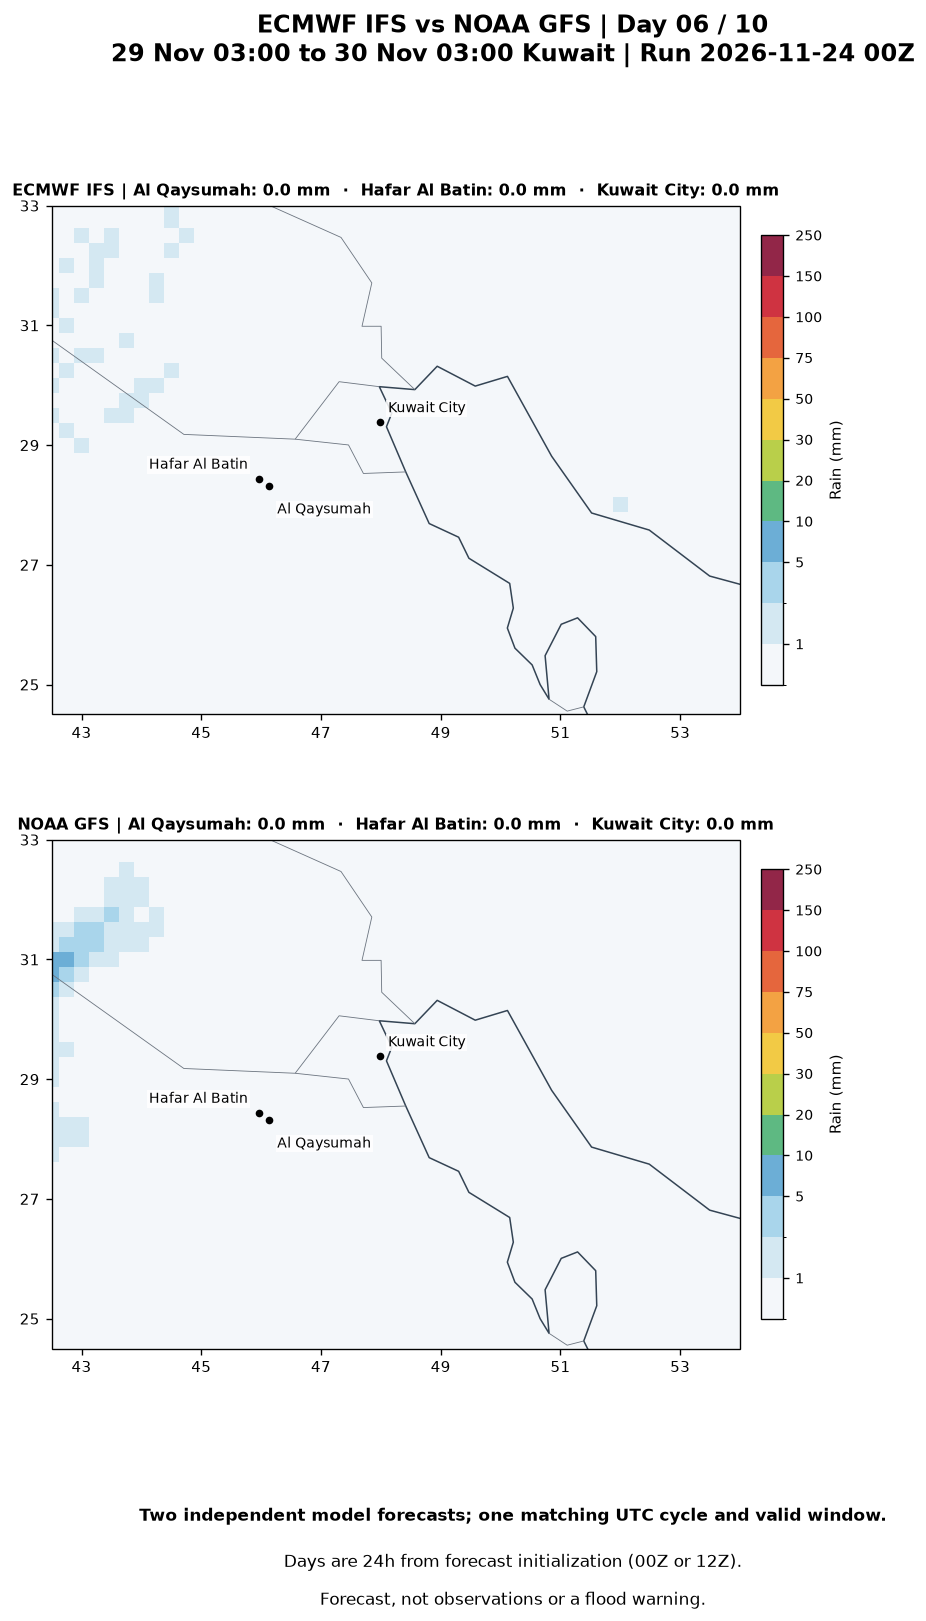 ECMWF IFS vs NOAA GFS | Day 06 / 10
29 Nov 03:00 to 30 Nov 03:00 Kuwait | Run 2026-11-24 00Z
ECMWF IFS | Al Qaysumah: 0.0 mm · Hafar Al Batin: 0.0 mm · Kuwait City: 0.0 mm
33
31
29
27
25
43 45 47 49 51 53
Kuwait City
Hafar Al Batin
Al Qaysumah
250
150
100
75
50
30
20
10
5
1
Rain (mm)
NOAA GFS | Al Qaysumah: 0.0 mm · Hafar Al Batin: 0.0 mm · Kuwait City: 0.0 mm
33
31
29
27
25
43 45 47 49 51 53
Kuwait City
Hafar Al Batin
Al Qaysumah
250
150
100
75
50
30
20
10
5
1
Rain (mm)
Two independent model forecasts; one matching UTC cycle and valid window.
Days are 24h from forecast initialization (00Z or 12Z).
Forecast, not observations or a flood warning.